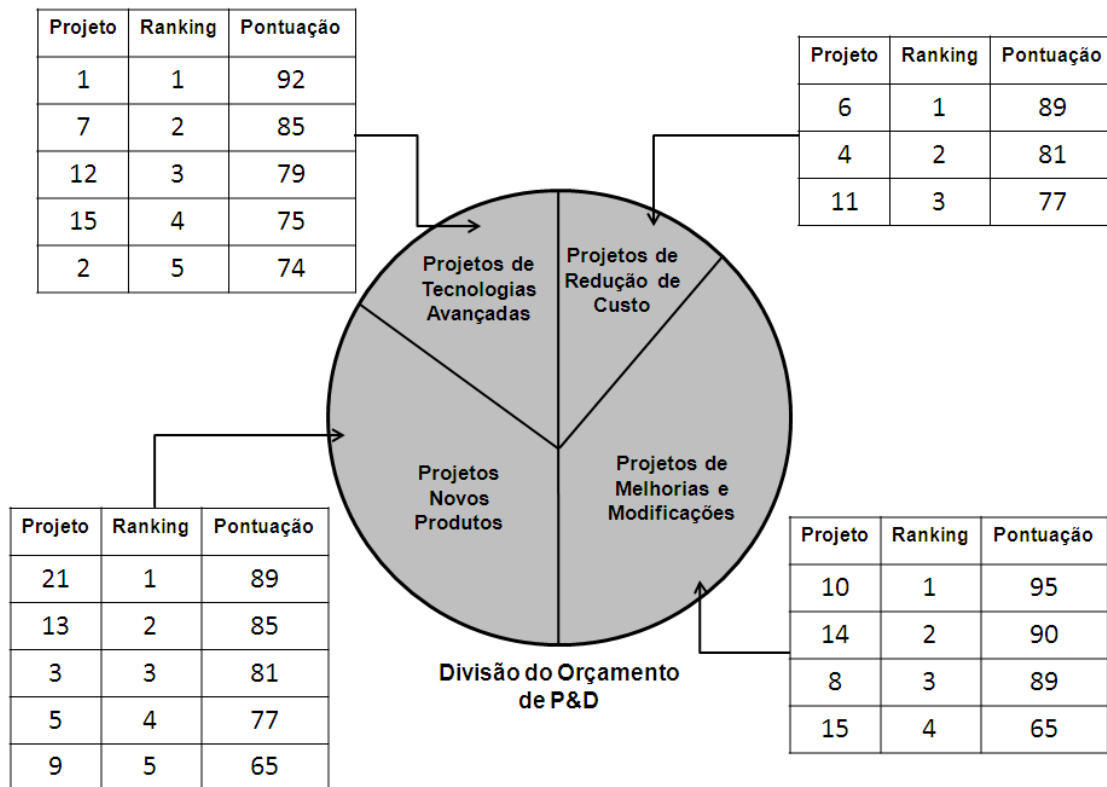 Projeto Ranking Pontuação
1 1 92
7 2 85
12 3 79
15 4 75
2 5 74
Projeto Ranking Pontuação
6 1 89
4 2 81
11 3 77
Projetos de
Tecnologias
Avançadas
Projetos de
Redução de
Custo
Projetos
Novos
Produtos
Projetos de
Melhorias e
Modificações
Projeto Ranking Pontuação
21 1 89
13 2 85
3 3 81
5 4 77
9 5 65
Projeto Ranking Pontuação
10 1 95
14 2 90
8 3 89
15 4 65
Divisão do Orçamento
de P&D